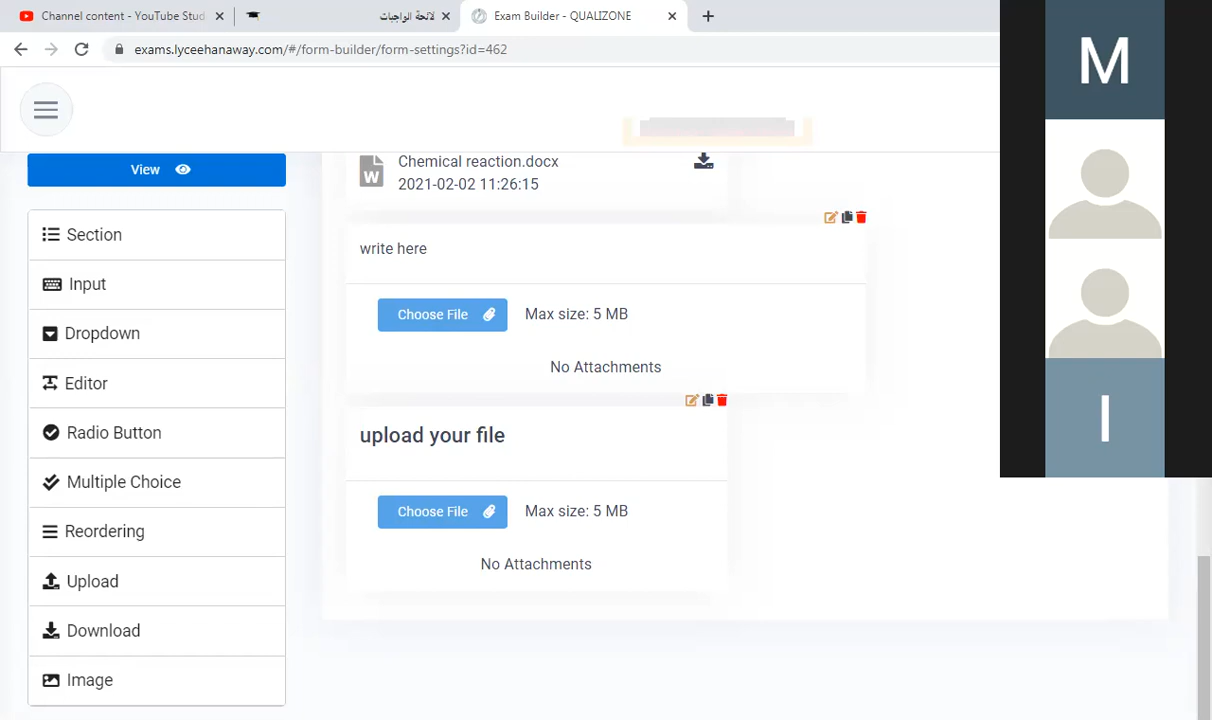 Channel content - YouTube Stud
لائحة الواجبات
Exam Builder - QUALIZONE
exams.lyceehanaway.com/#/form-builder/form-settings?id=462
View
Section
Input
Dropdown
Editor
Radio Button
Multiple Choice
Reordering
Upload
Download
Image
W
Chemical reaction.docx
2021-02-02 11:26:15
write here
Choose File
Max size: 5 MB
No Attachments
upload your file
Choose File
Max size: 5 MB
No Attachments
M
I